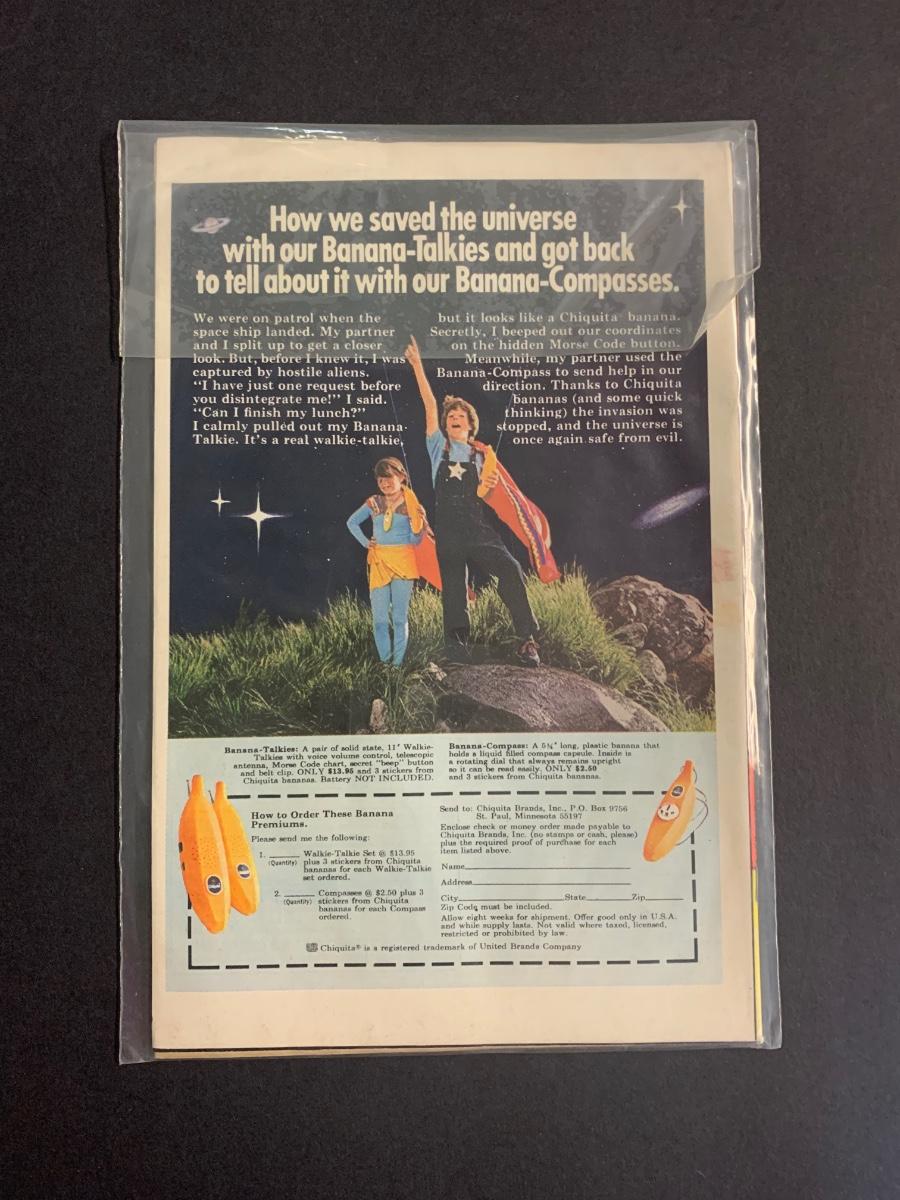 How we saved the universe
with our Banana-Talkies and got back
to tell about it with our Banana-Compasses.
We were on patrol when the
space ship landed. My partner
and I split up to get a closer
look. But, before I knew it, I was
captured by hostile aliens.
“I have just one request before
you disintegrate me!” I said.
“Can I finish my lunch?”
I calmly pulled out my Banana-
Talkie. It's a real walkie-talkie,
but it looks like a Chiquita® banana.
Secretly, I beeped out our coordinates
on the hidden Morse Code button.
Meanwhile, my partner used the
Banana-Compass to send help in our
direction. Thanks to Chiquita
bananas (and some quick
thinking) the invasion was
stopped, and the universe is
once again safe from evil.
Banana-Talkies: A pair of solid state, 11" Walkie-
Talkies with voice volume control, telescopic
antenna, Morse Code chart, secret "beep" button
and belt clip. ONLY $13.95 and 3 stickers from
Chiquita bananas. Battery NOT INCLUDED.
Banana-Compass: A 5¼" long, plastic banana that
holds a liquid filled compass capsule. Inside is
a rotating dial that always remains upright
so it can be read easily. ONLY $2.50
and 3 stickers from Chiquita bananas.
How to Order These Banana
Premiums.
Please send me the following:
1. ______ Walkie-Talkie Set @ $13.95
(Quantity) plus 3 stickers from Chiquita
bananas for each Walkie-Talkie
set ordered.
2. ______ Compasses @ $2.50 plus 3
(Quantity) stickers from Chiquita
bananas for each Compass
ordered.
Send to: Chiquita Brands, Inc., P.O. Box 9756
St. Paul, Minnesota 55197
Enclose check or money order made payable to
Chiquita Brands, Inc. (no stamps or cash, please)
plus the required proof of purchase for each
item listed above.
Name
Address
City State Zip
Zip Code must be included.
Allow eight weeks for shipment. Offer good only in U.S.A.
and while supply lasts. Not valid where taxed, licensed,
restricted or prohibited by law.
Chiquita® is a registered trademark of United Brands Company